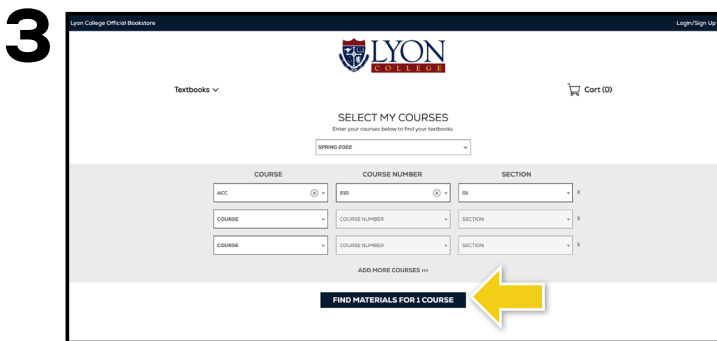 3
Lyon College Official Bookstore
Login/Sign Up
LYON
COLLEGE
Textbooks
Cart (0)
SELECT MY COURSES
Enter your courses below to find your textbooks.
SPRING 2022
COURSE COURSE NUMBER SECTION
ACC X 210 X 01 X
COURSE COURSE NUMBER SECTION X
COURSE COURSE NUMBER SECTION X
ADD MORE COURSES >>>
FIND MATERIALS FOR 1 COURSE